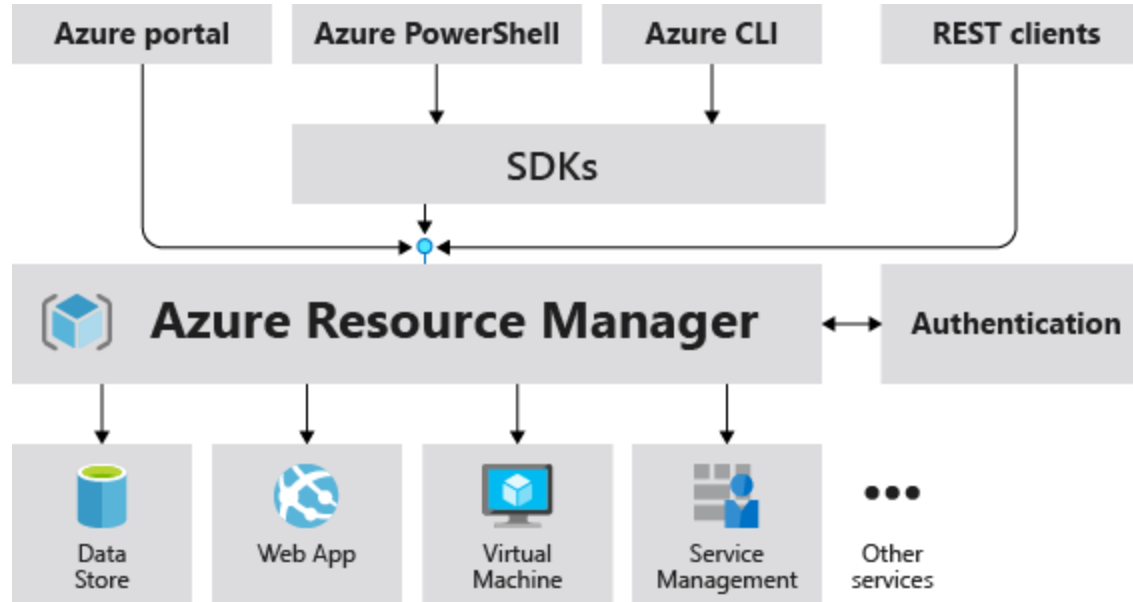 Azure portal
Azure PowerShell
Azure CLI
REST clients
SDKs
Azure Resource Manager
Authentication
Data
Store
Web App
Virtual
Machine
Service
Management
Other
services